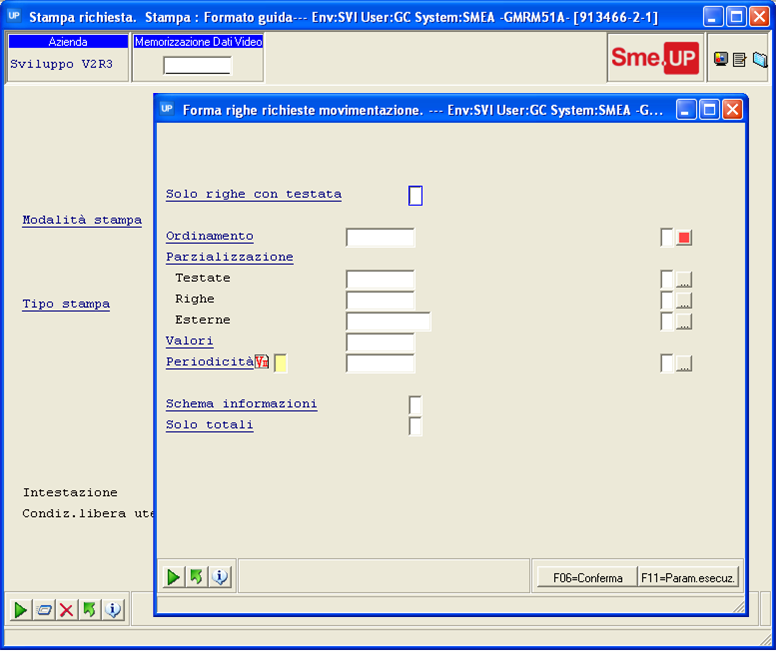 UP Stampa richiesta. Stampa : Formato guida--- Env:SVI User:GC System:SMEA -GMRM51A- [913466-2-1]
Azienda
Memorizzazione Dati Video
Sviluppo V2R3
Sme.UP
UP Forma righe richieste movimentazione. --- Env:SVI User:GC System:SMEA -G...
Solo righe con testata
Modalità stampa
Ordinamento
Parzializzazione
Testate
...
Righe
...
Tipo stampa
Esterne
...
Valori
Periodicità
...
Schema informazioni
Solo totali
Intestazione
Condiz.libera ute
F06=Conferma
F11=Param.esecuz.